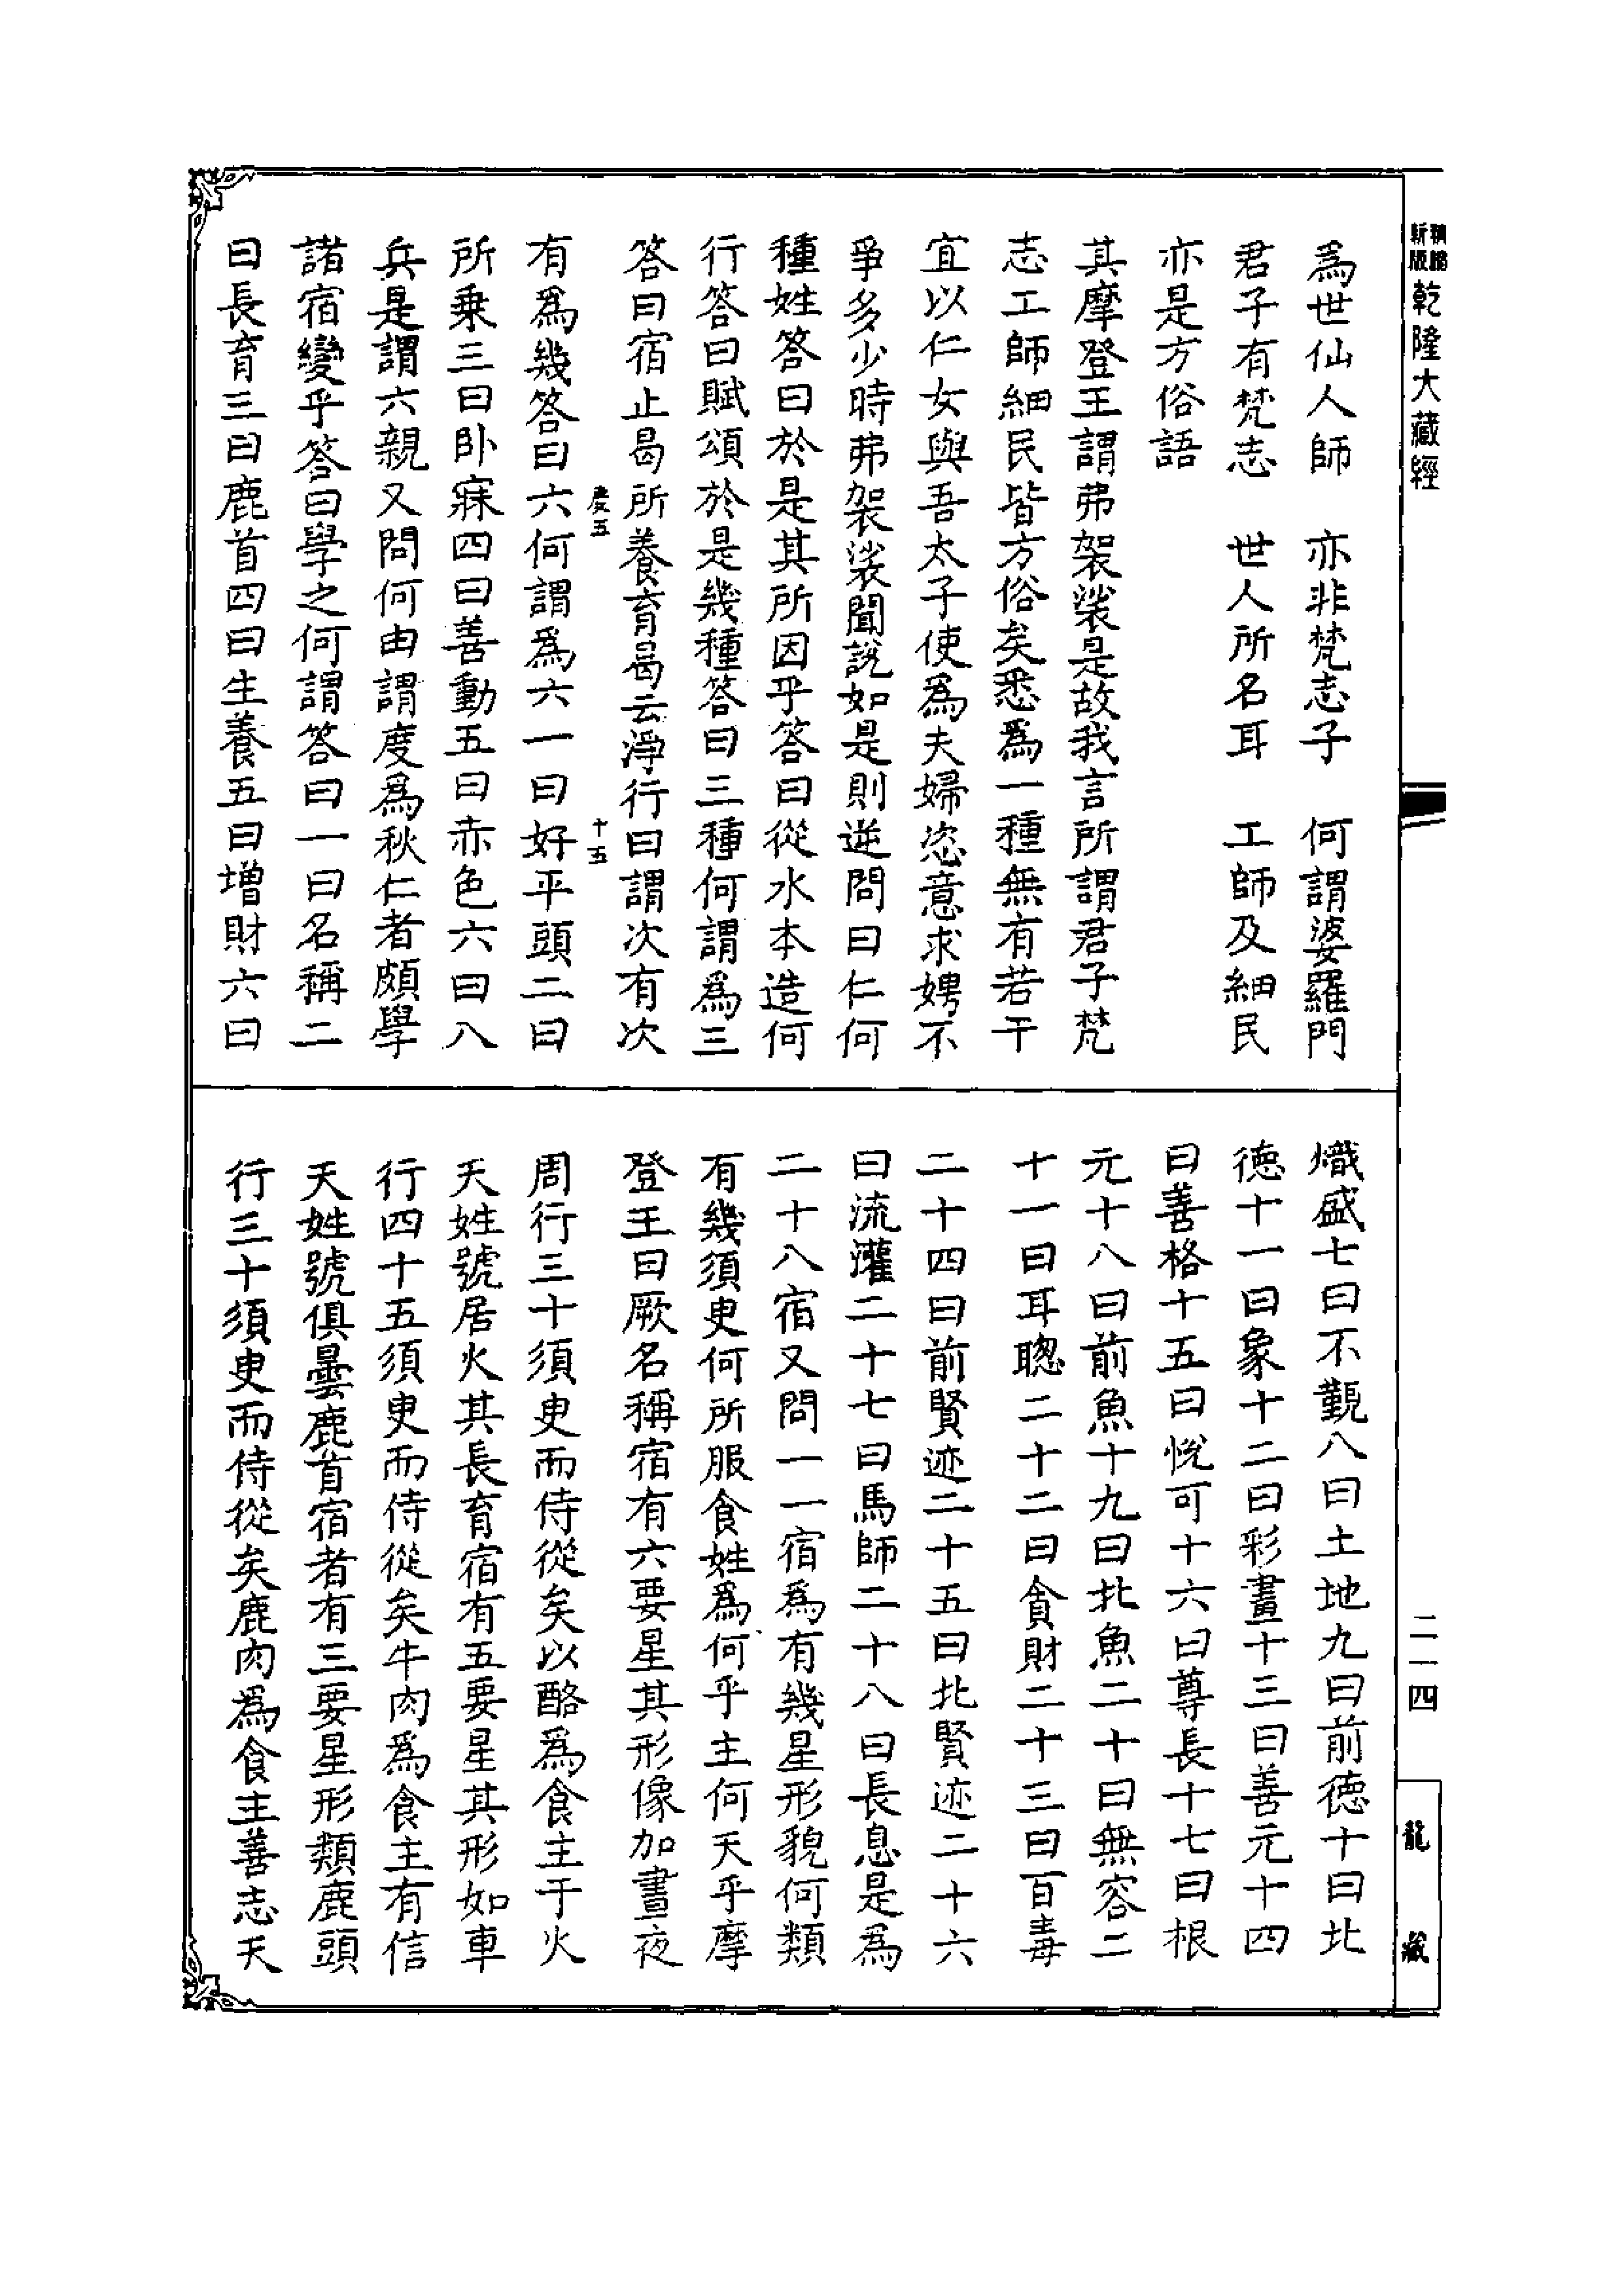 乾隆大藏經
為世仙人師　亦非梵志子　何謂婆羅門
君子有梵志　世人所名耳　工師及細民
亦是方俗語
其摩登王謂弗袈裟是故我言所謂君子梵
志工師細民皆方俗矣悉為一種無有若干
宜以仁女與吾太子使為夫婦恣意求娉不
爭多少時弗袈裟聞說如是則逆問曰仁何
種姓答曰於是其所因乎答曰從水本造何
行答曰賦頌於是幾種答曰三種何謂為三
答曰宿止曷所養育曷云淨行曰謂次有次
慶五　十五
有為幾答曰六何謂為六一曰好平頭二曰
所乘三曰臥寐四曰善動五曰赤色六曰八
兵是謂六親又問何由謂度為秋仁者頗學
諸宿變乎答曰學之何謂答曰一曰名稱二
曰長育三曰鹿首四曰生養五曰增財六曰
熾盛七曰不覩八曰土地九曰前德十曰北
德十一曰象十二曰彩畫十三曰善元十四
曰善格十五曰悅可十六曰尊長十七曰根
元十八曰前魚十九曰北魚二十曰無容二
十一曰耳聰二十二曰貪財二十三曰百毒
二十四曰前賢迹二十五曰北賢迹二十六
曰流灌二十七曰馬師二十八曰長息是為
二十八宿又問一一宿為有幾星形貌何類
有幾須臾何所服食姓為何乎主何天乎摩
登王曰厥名稱宿有六要星其形像加晝夜
周行三十須臾而侍從矣以酪為食主于火
天姓號居火其長育宿有五要星其形如車
行四十五須臾而侍從矣牛肉為食主有信
天姓號俱曇鹿首宿者有三要星形類鹿頭
行三十須臾而侍從矣鹿肉為食主善志天
二一四
龍藏